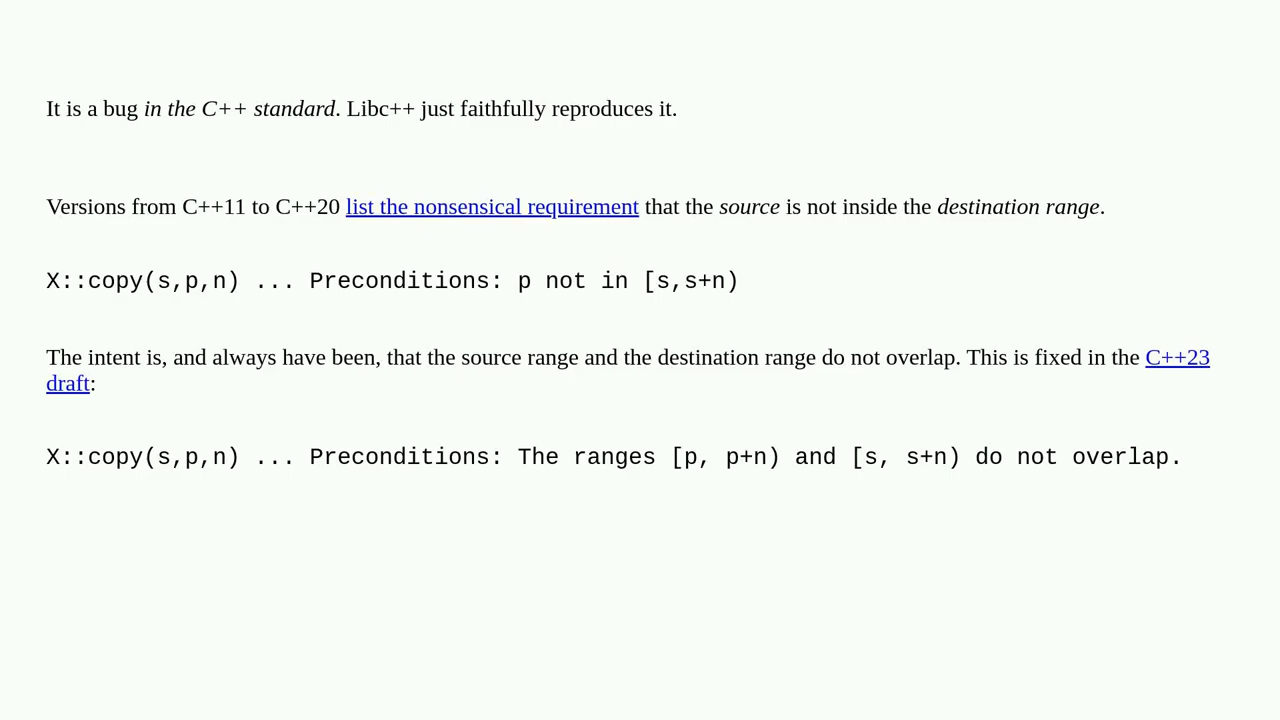 It is a bug in the C++ standard. Libc++ just faithfully reproduces it.
Versions from C++11 to C++20 list the nonsensical requirement that the source is not inside the destination range.
X::copy(s,p,n) ... Preconditions: p not in [s,s+n)
The intent is, and always have been, that the source range and the destination range do not overlap. This is fixed in the C++23
draft:
X::copy(s,p,n) ... Preconditions: The ranges [p, p+n) and [s, s+n) do not overlap.